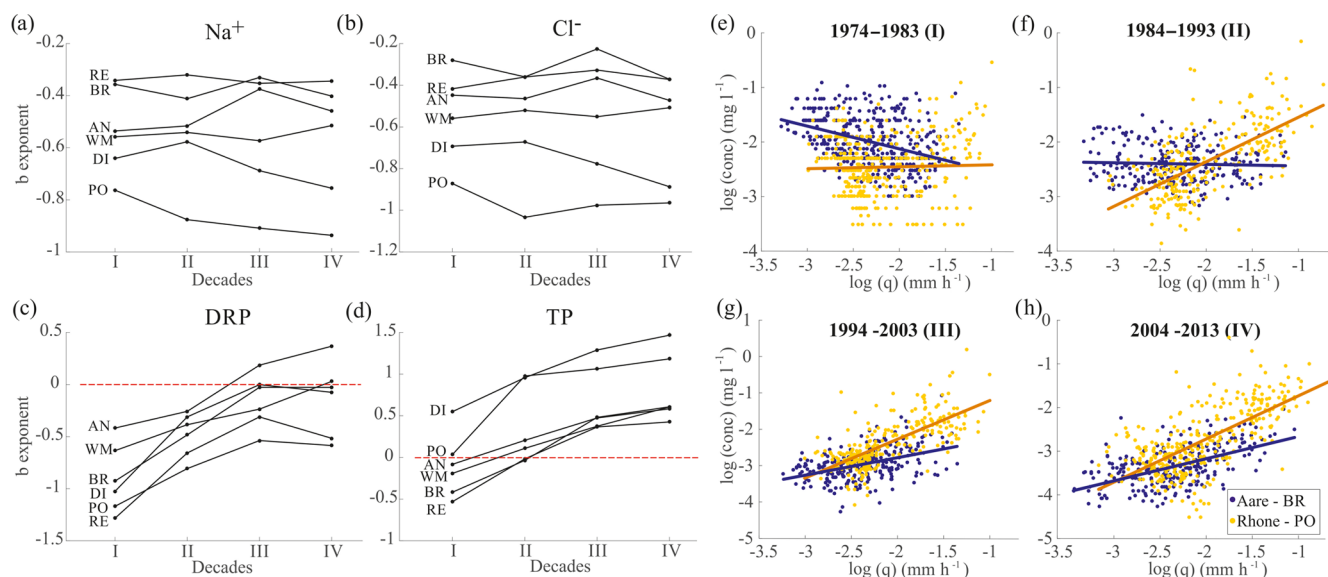 (a)
Na+
-0.2
-0.4
-0.6
-0.8
-1
b exponent
RE
BR
AN
WM
DI
PO
I
II
III
IV
Decades
(b)
Cl-
-0.2
-0.4
-0.6
-0.8
-1
-1.2
BR
RE
AN
WM
DI
PO
I
II
III
IV
Decades
(c)
DRP
0.5
0
-0.5
-1
-1.5
b exponent
AN
WM
BR
DI
PO
RE
I
II
III
IV
Decades
(d)
TP
1.5
1
0.5
0
-0.5
-1
DI
PO
AN
WM
BR
RE
I
II
III
IV
Decades
(e)
1974–1983 (I)
0
-1
-2
-3
-4
log (conc) (mg l-1)
-3.5
-3
-2.5
-2
-1.5
-1
log (q) (mm h-1)
(f)
1984–1993 (II)
0
-1
-2
-3
-4
-3.5
-3
-2.5
-2
-1.5
-1
log (q) (mm h-1)
(g)
1994 -2003 (III)
1
0
-1
-2
-3
-4
-5
log (conc) (mg l-1)
-3.5
-3
-2.5
-2
-1.5
-1
log (q) (mm h-1)
(h)
2004 -2013 (IV)
0
-1
-2
-3
-4
-5
-3.5
-3
-2.5
-2
-1.5
-1
log (q) (mm h-1)
Aare - BR
Rhone - PO